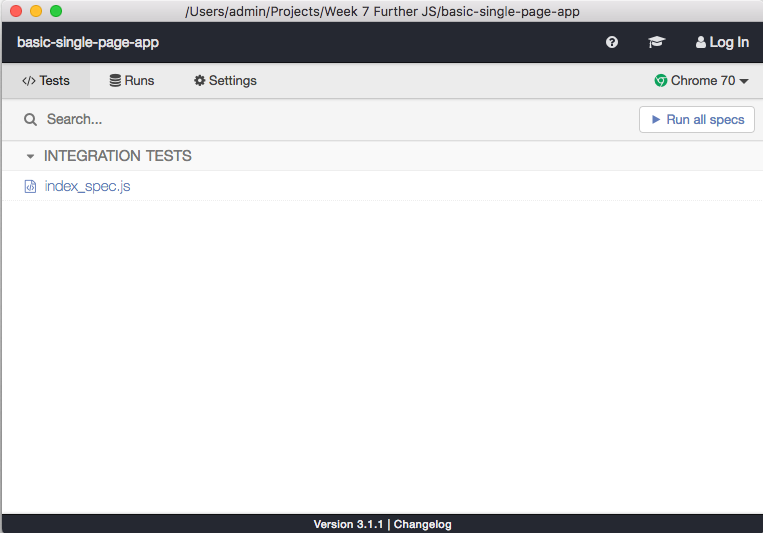 /Users/admin/Projects/Week 7 Further JS/basic-single-page-app
basic-single-page-app Log In
</> Tests Runs Settings Chrome 70
Search... Run all specs
INTEGRATION TESTS
index_spec.js
Version 3.1.1 | Changelog